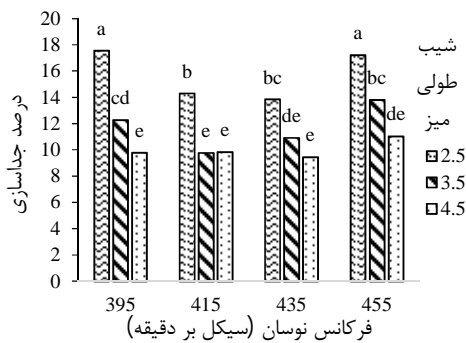 درصد جداسازی
20
18
16
14
12
10
8
6
4
2
0
a
cd
e
b
e
e
bc
de
e
a
bc
de
شیب
طولی
میز
2.5
3.5
4.5
395 415 435 455
فرکانس نوسان (سیکل بر دقیقه)